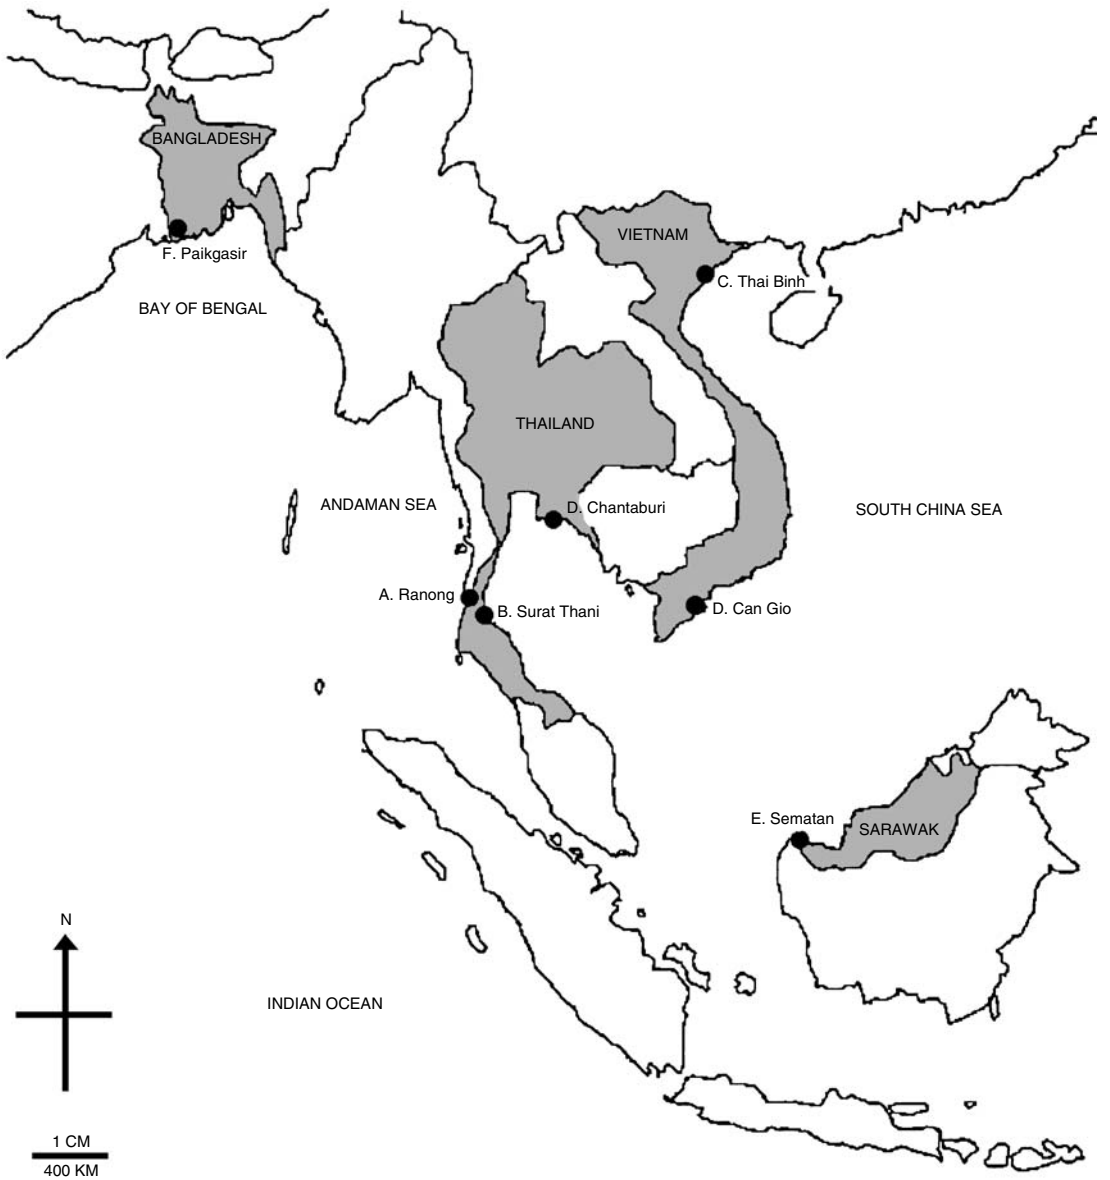 BANGLADESH
VIETNAM
F. Paikgasir
C. Thai Binh
BAY OF BENGAL
THAILAND
ANDAMAN SEA
D. Chantaburi
SOUTH CHINA SEA
A. Ranong
B. Surat Thani
D. Can Gio
E. Sematan
SARAWAK
N
INDIAN OCEAN
1 CM
400 KM